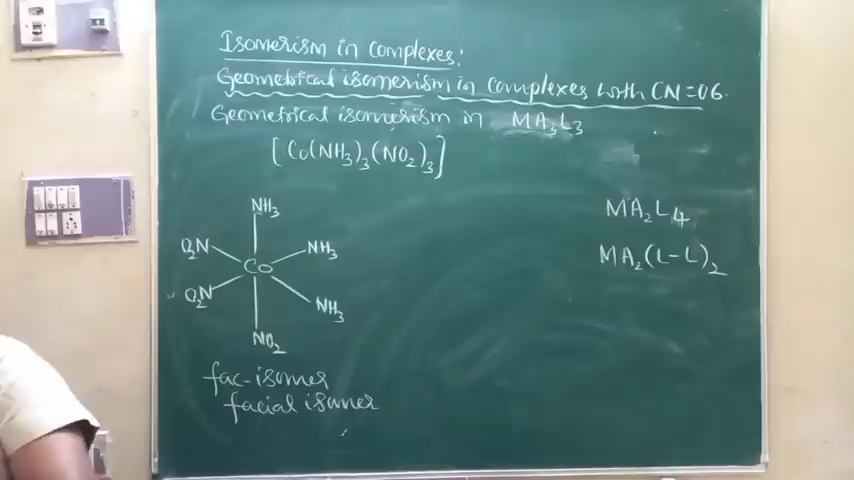 Isomerism in complexes:
Geometrical isomerism in complexes with CN=06.
Geometrical isomerism in MA₃L₃
[Co(NH₃)₃(NO₂)₃]
NH₃
O₂N NH₃
Co
O₂N NH₃
NO₂
fac-isomer
facial isomer
MA₂L₄
MA₂(L-L)₂